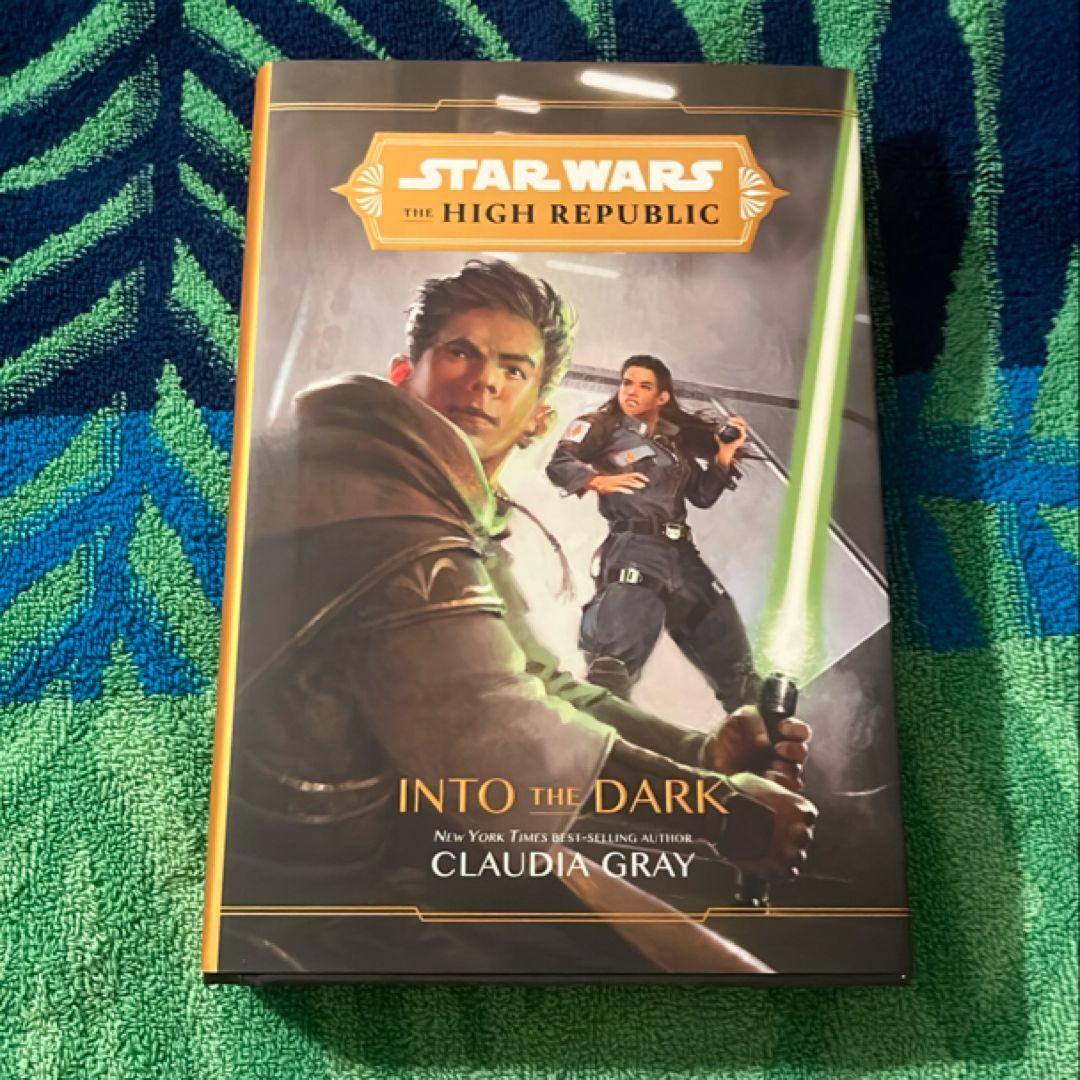 STAR WARS
THE HIGH REPUBLIC
INTO THE DARK
NEW YORK TIMES BEST-SELLING AUTHOR
CLAUDIA GRAY